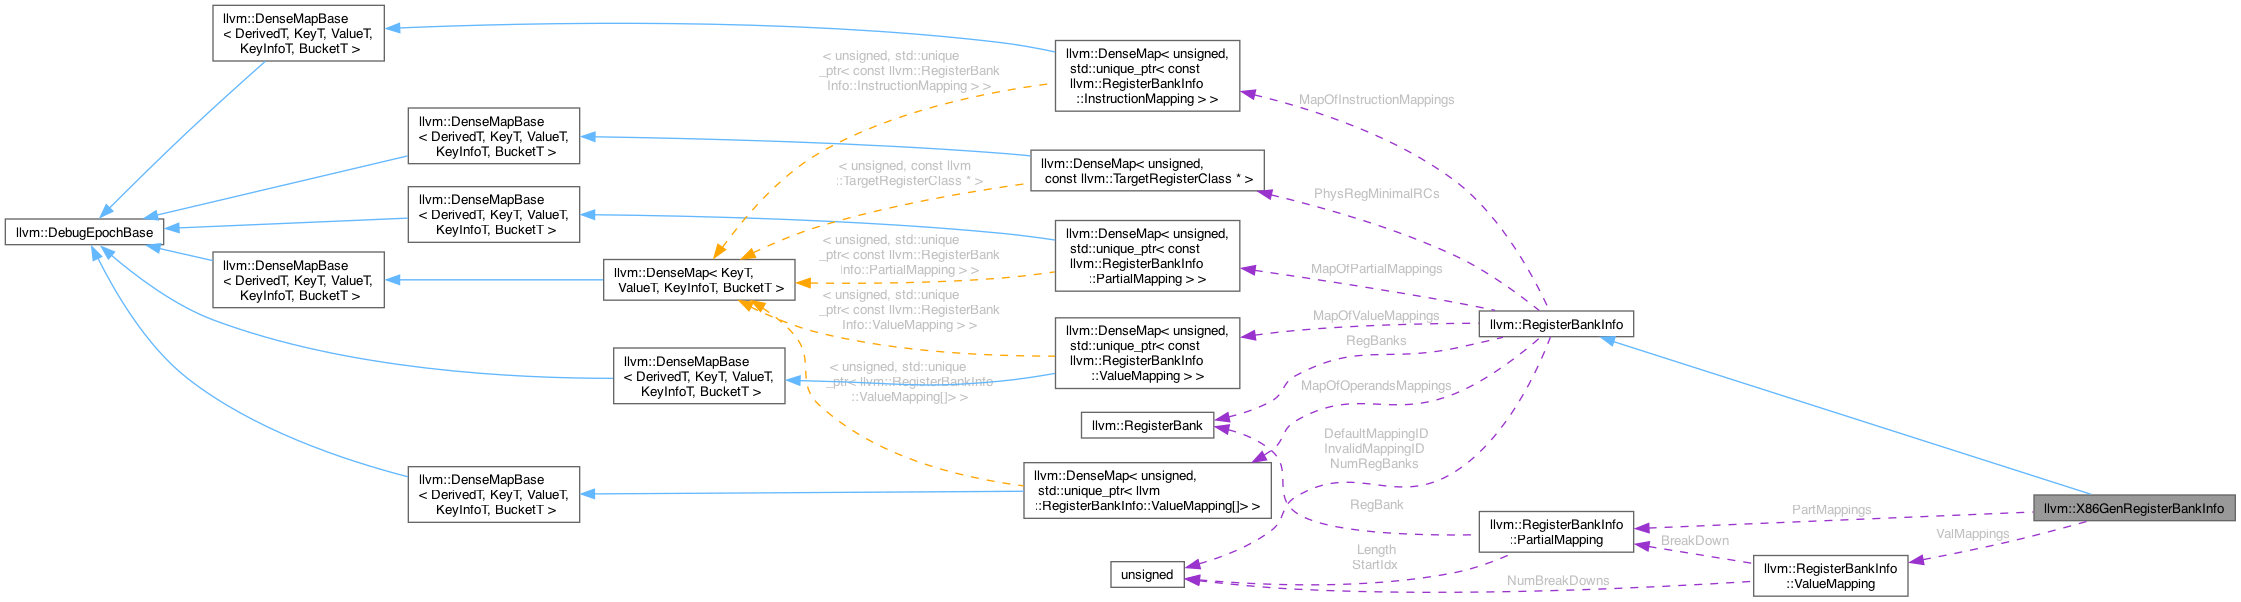 llvm::DenseMapBase
< DerivedT, KeyT, ValueT,
KeyInfoT, BucketT >
llvm::DenseMapBase
< DerivedT, KeyT, ValueT,
KeyInfoT, BucketT >
llvm::DenseMapBase
< DerivedT, KeyT, ValueT,
KeyInfoT, BucketT >
llvm::DebugEpochBase
llvm::DenseMapBase
< DerivedT, KeyT, ValueT,
KeyInfoT, BucketT >
llvm::DenseMapBase
< DerivedT, KeyT, ValueT,
KeyInfoT, BucketT >
llvm::DenseMapBase
< DerivedT, KeyT, ValueT,
KeyInfoT, BucketT >
llvm::DenseMap< KeyT,
ValueT, KeyInfoT, BucketT >
< unsigned, std::unique
_ptr< const llvm::RegisterBank
Info::InstructionMapping > >
< unsigned, const llvm
::TargetRegisterClass * >
< unsigned, std::unique
_ptr< const llvm::RegisterBank
Info::PartialMapping > >
< unsigned, std::unique
_ptr< const llvm::RegisterBank
Info::ValueMapping > >
< unsigned, std::unique
_ptr< llvm::RegisterBankInfo
::ValueMapping[]> >
llvm::DenseMap< unsigned,
std::unique_ptr< const
llvm::RegisterBankInfo
::InstructionMapping > >
llvm::DenseMap< unsigned,
const llvm::TargetRegisterClass * >
llvm::DenseMap< unsigned,
std::unique_ptr< const
llvm::RegisterBankInfo
::PartialMapping > >
llvm::DenseMap< unsigned,
std::unique_ptr< const
llvm::RegisterBankInfo
::ValueMapping > >
llvm::RegisterBank
llvm::DenseMap< unsigned,
std::unique_ptr< llvm
::RegisterBankInfo::ValueMapping[]> >
unsigned
MapOfInstructionMappings
PhysRegMinimalRCs
MapOfPartialMappings
MapOfValueMappings
RegBanks
MapOfOperandsMappings
DefaultMappingID
InvalidMappingID
NumRegBanks
RegBank
Length
StartIdx
llvm::RegisterBankInfo
llvm::RegisterBankInfo
::PartialMapping
NumBreakDowns
BreakDown
PartMappings
llvm::RegisterBankInfo
::ValueMapping
ValMappings
llvm::X86GenRegisterBankInfo